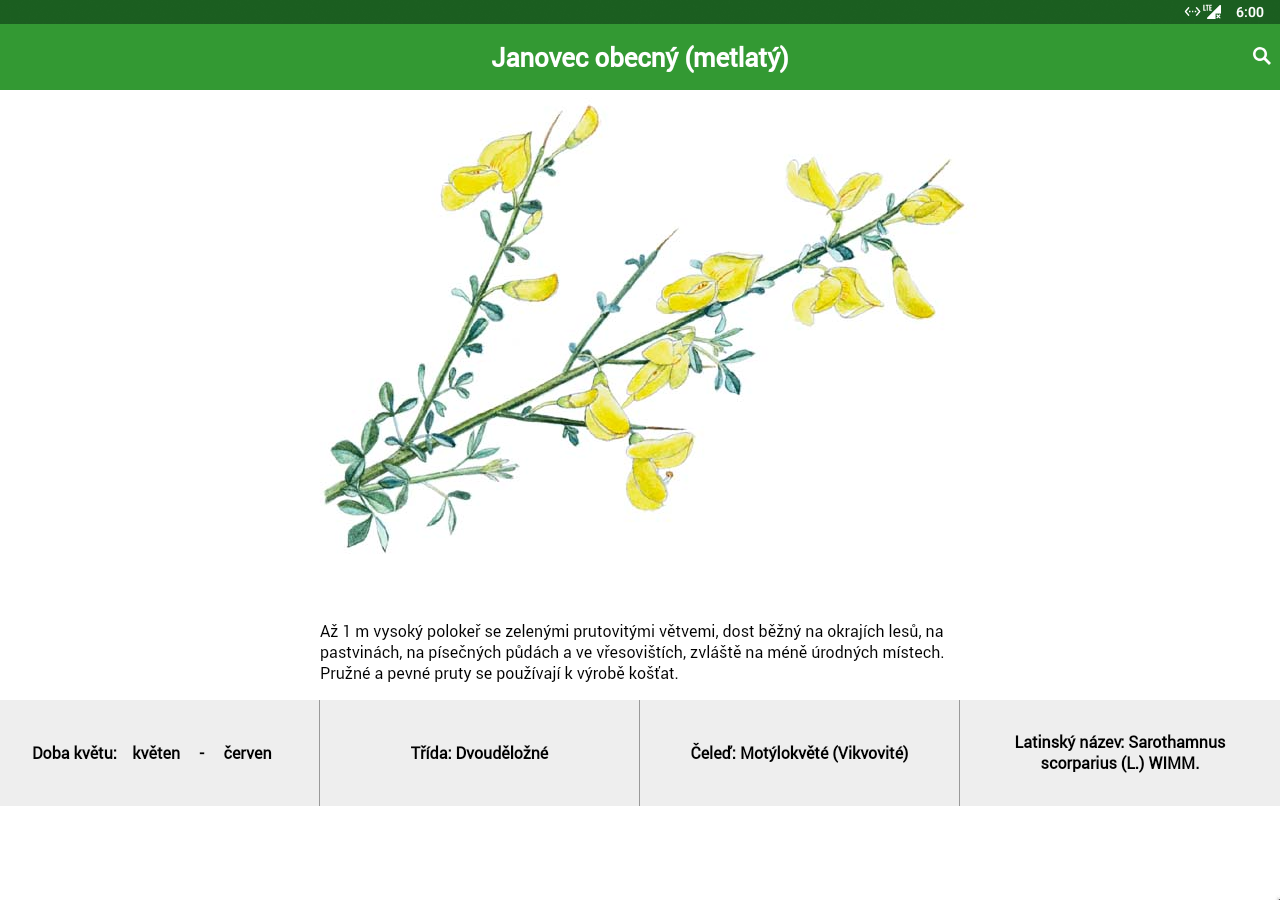 LTE 6:00
Janovec obecný (metlatý)
Až 1 m vysoký polokeř se zelenými prutovitými větvemi, dost běžný na okrajích lesů, na
pastvinách, na písečných půdách a ve vřesovištích, zvláště na méně úrodných místech.
Pružné a pevné pruty se používají k výrobě košťat.
Doba květu: květen - červen
Třída: Dvouděložné
Čeleď: Motýlokvěté (Vikvovité)
Latinský název: Sarothamnus
scorparius (L.) WIMM.